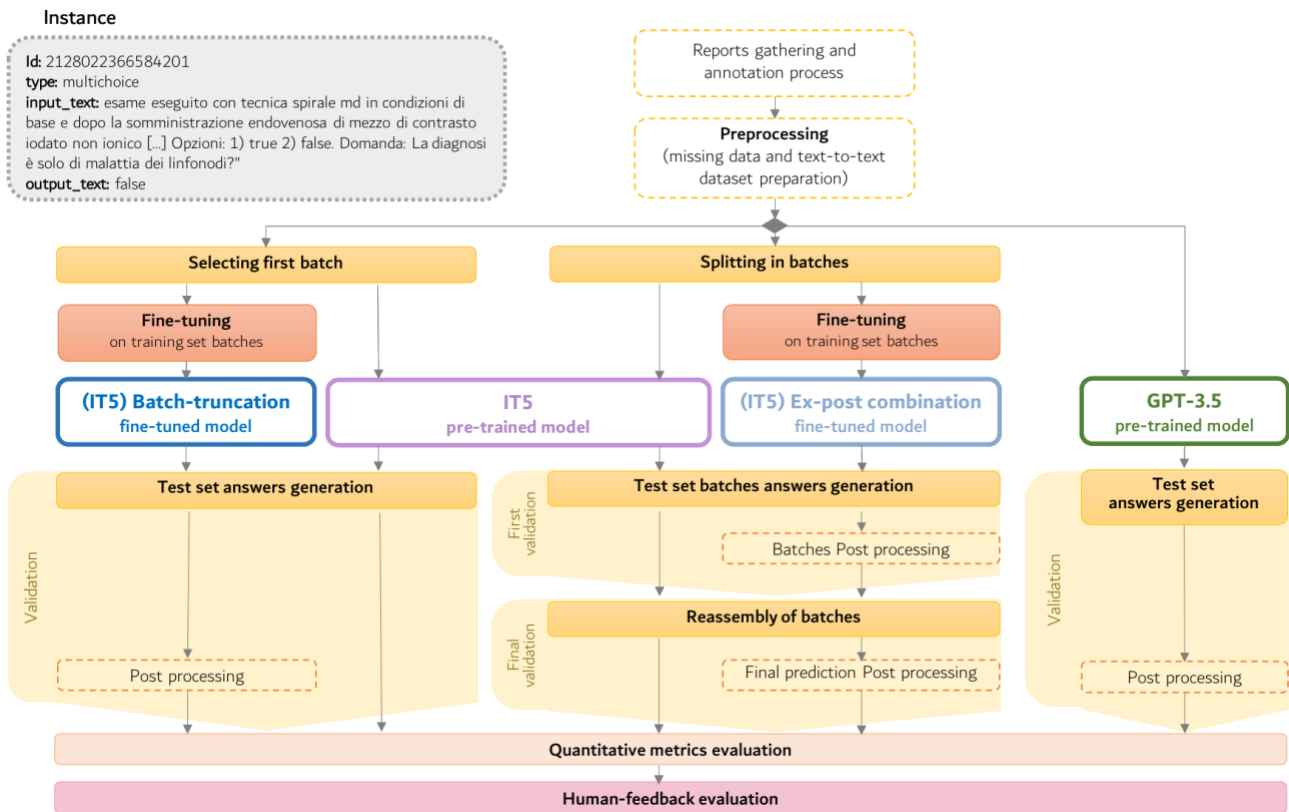 Instance
Id: 2128022366584201
type: multichoice
input_text: esame eseguito con tecnica spirale md in condizioni di
base e dopo la somministrazione endovenosa di mezzo di contrasto
iodato non ionico [...] Opzioni: 1) true 2) false. Domanda: La diagnosi
è solo di malattia dei linfonodi?"
output_text: false
Reports gathering and
annotation process
Preprocessing
(missing data and text-to-text
dataset preparation)
Selecting first batch
Splitting in batches
Fine-tuning
on training set batches
Fine-tuning
on training set batches
(IT5) Batch-truncation
fine-tuned model
IT5
pre-trained model
(IT5) Ex-post combination
fine-tuned model
GPT-3.5
pre-trained model
Validation
Test set answers generation
Post processing
First
validation
Test set batches answers generation
Batches Post processing
Final
validation
Reassembly of batches
Final prediction Post processing
Validation
Test set
answers generation
Post processing
Quantitative metrics evaluation
Human-feedback evaluation